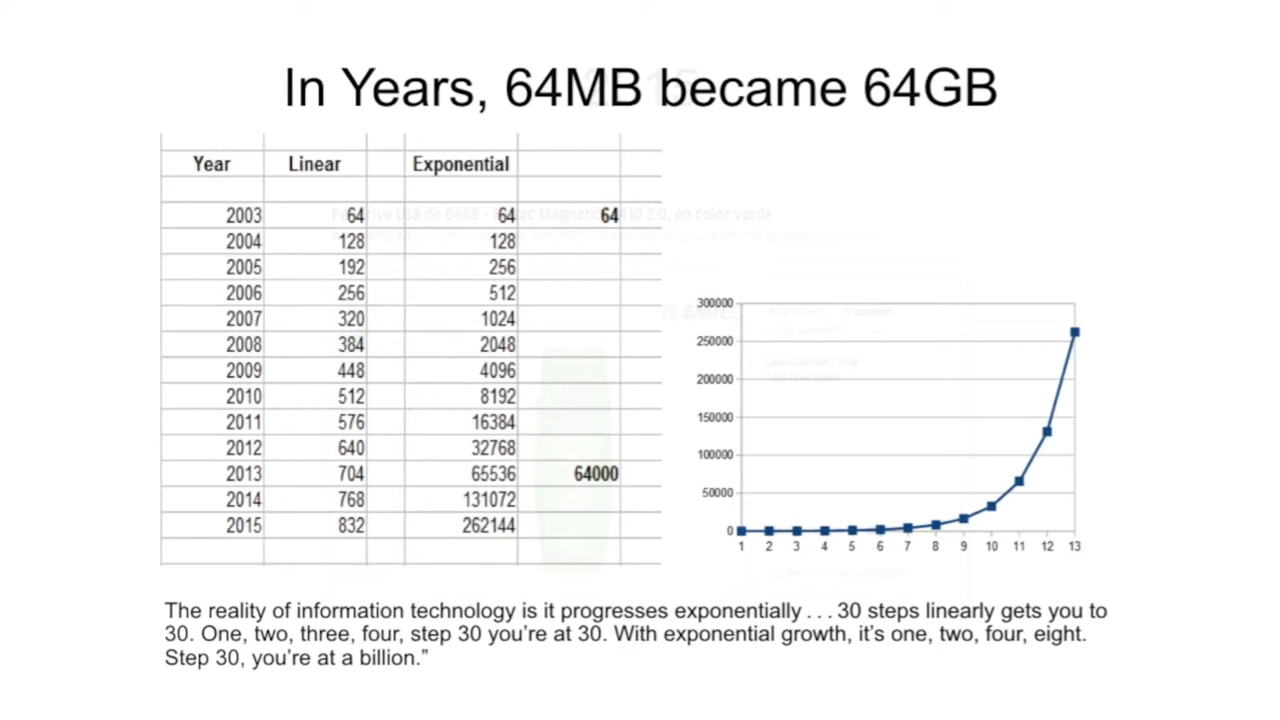 In Years, 64MB became 64GB
Year Linear Exponential
2003 64 64 64
2004 128 128
2005 192 256
2006 256 512
2007 320 1024
2008 384 2048
2009 448 4096
2010 512 8192
2011 576 16384
2012 640 32768
2013 704 65536 64000
2014 768 131072
2015 832 262144
300000
250000
200000
150000
100000
50000
0
1 2 3 4 5 6 7 8 9 10 11 12 13
The reality of information technology is it progresses exponentially . . . 30 steps linearly gets you to
30. One, two, three, four, step 30 you’re at 30. With exponential growth, it’s one, two, four, eight.
Step 30, you’re at a billion.”